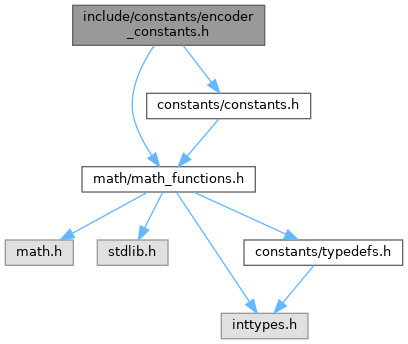 include/constants/encoder
_constants.h
constants/constants.h
math/math_functions.h
math.h
stdlib.h
constants/typedefs.h
inttypes.h